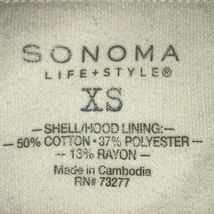 SONOMA
LIFE+STYLE®
XS
—SHELL/HOOD LINING:—
—50% COTTON • 37% POLYESTER—
—13% RAYON—
Made in Cambodia
RN# 73277